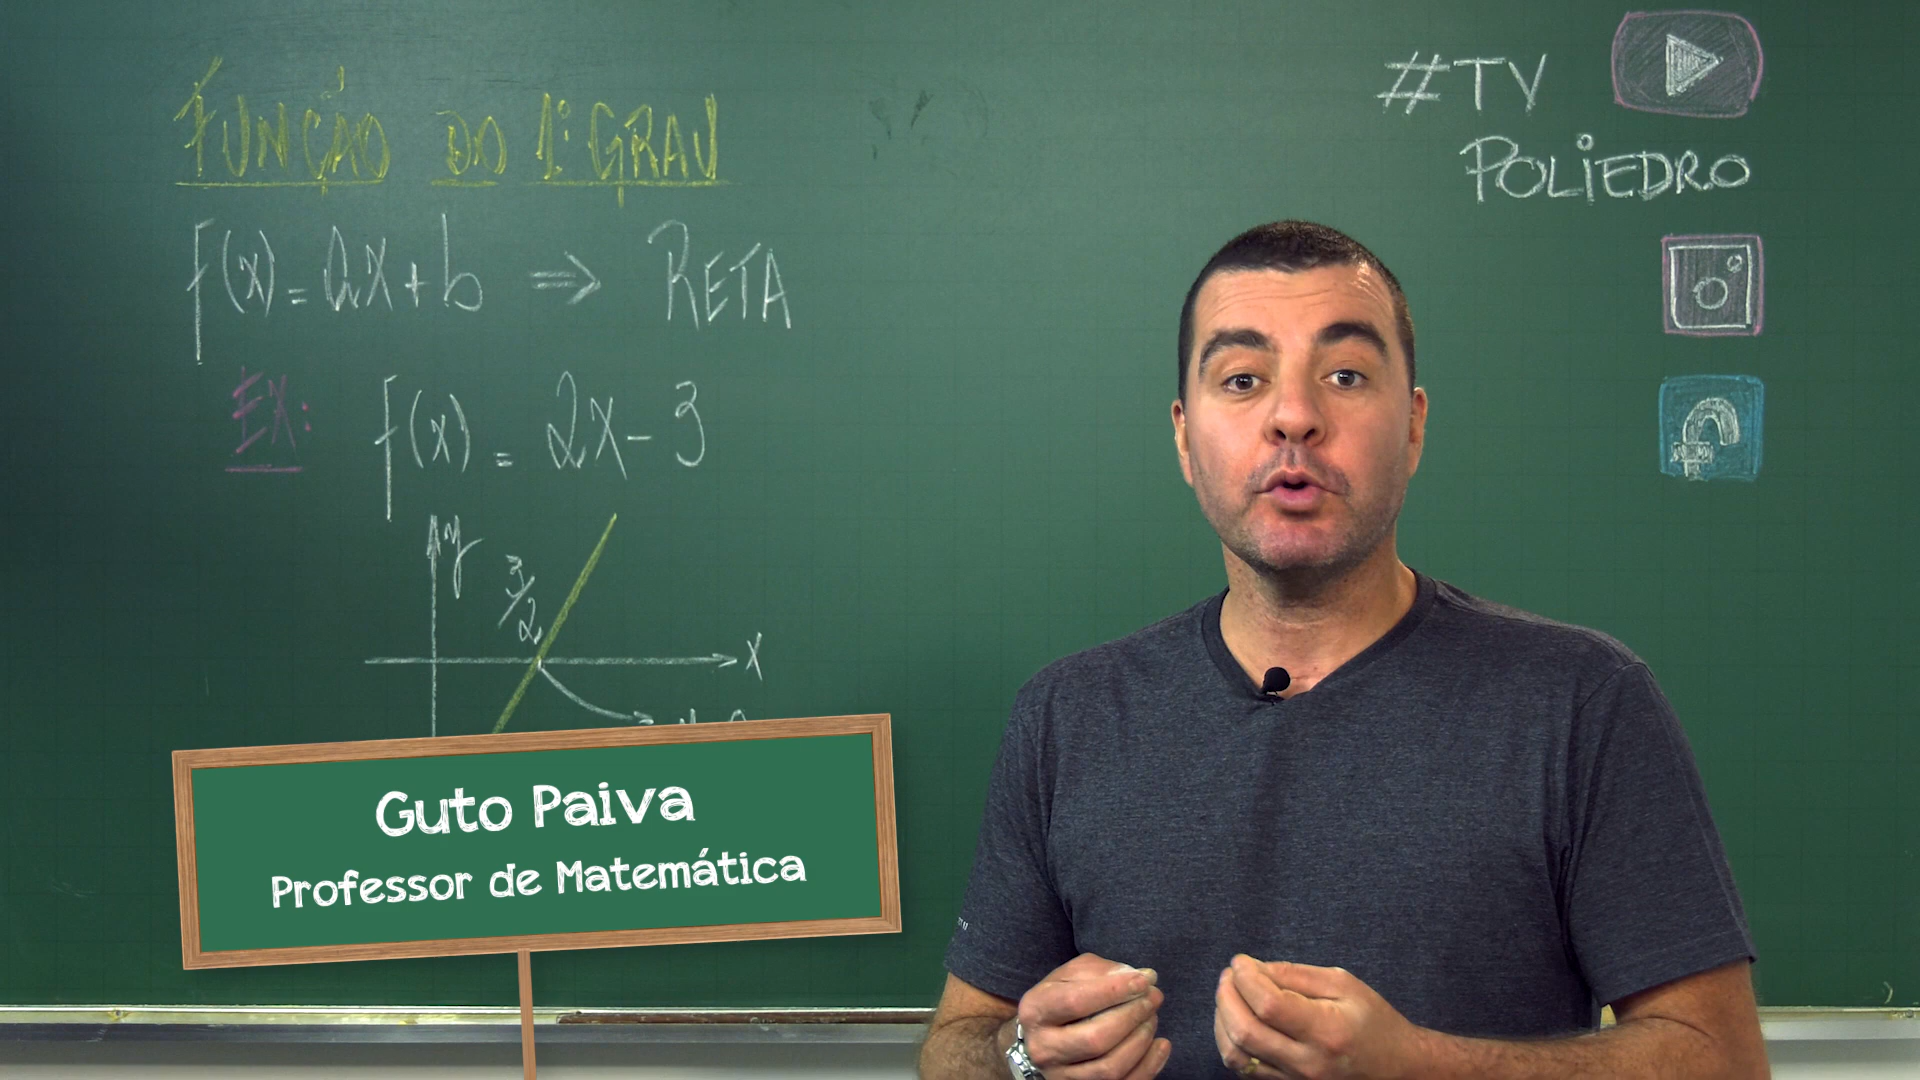 FUNÇÃO DO 1º GRAU
f(x) = ax + b ⇒ RETA
EX: f(x) = 2x - 3
y
3/2
x
#TV
POLIEDRO
Guto Paiva
Professor de Matemática